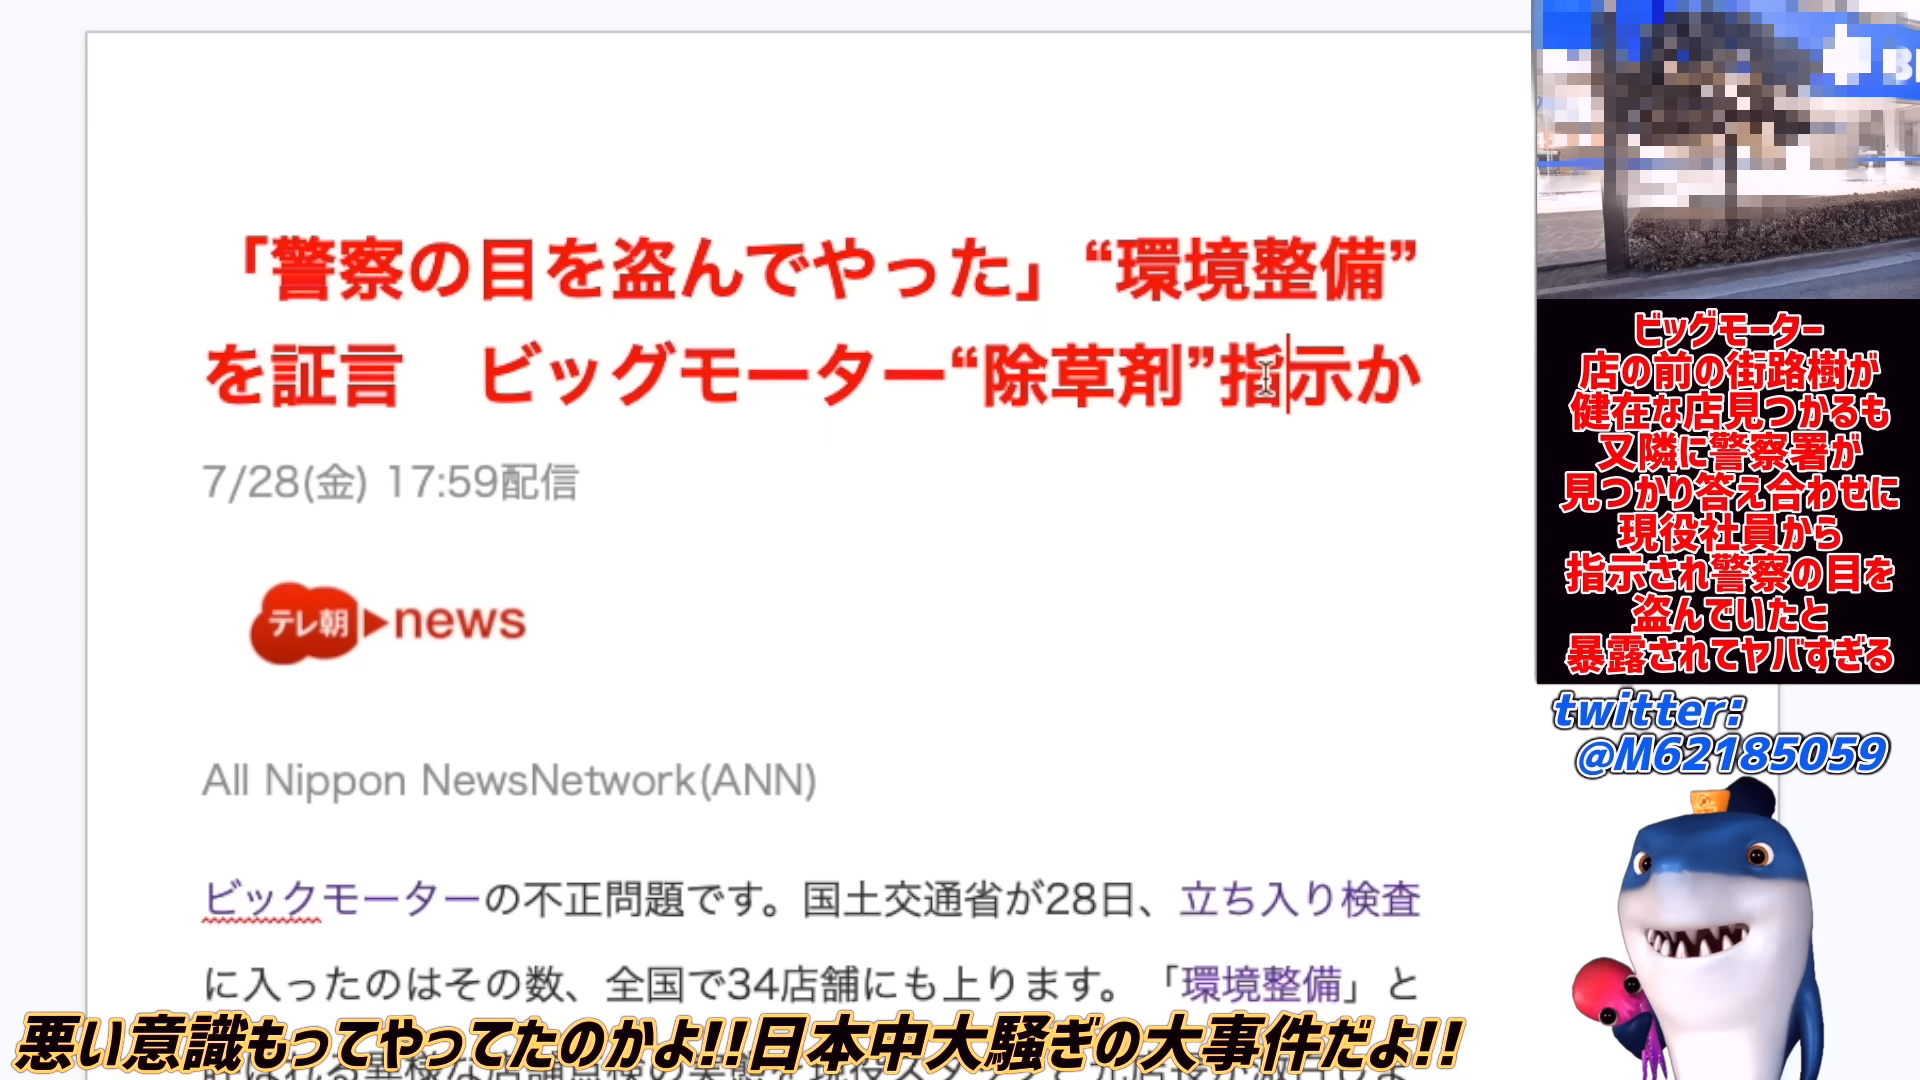 「警察の目を盗んでやった」“環境整備”
を証言　ビッグモーター“除草剤”指示か
7/28(金) 17:59配信
テレ朝 news
All Nippon NewsNetwork(ANN)
ビックモーターの不正問題です。国土交通省が28日、立ち入り検査
に入ったのはその数、全国で34店舗にも上ります。「環境整備」と
悪い意識もってやってたのかよ!!日本中大騒ぎの大事件だよ!!
ビッグモーター
店の前の街路樹が
健在な店見つかるも
又隣に警察署が
見つかり答え合わせに
現役社員から
指示され警察の目を
盗んでいたと
暴露されてヤバすぎる
twitter:
@M62185059